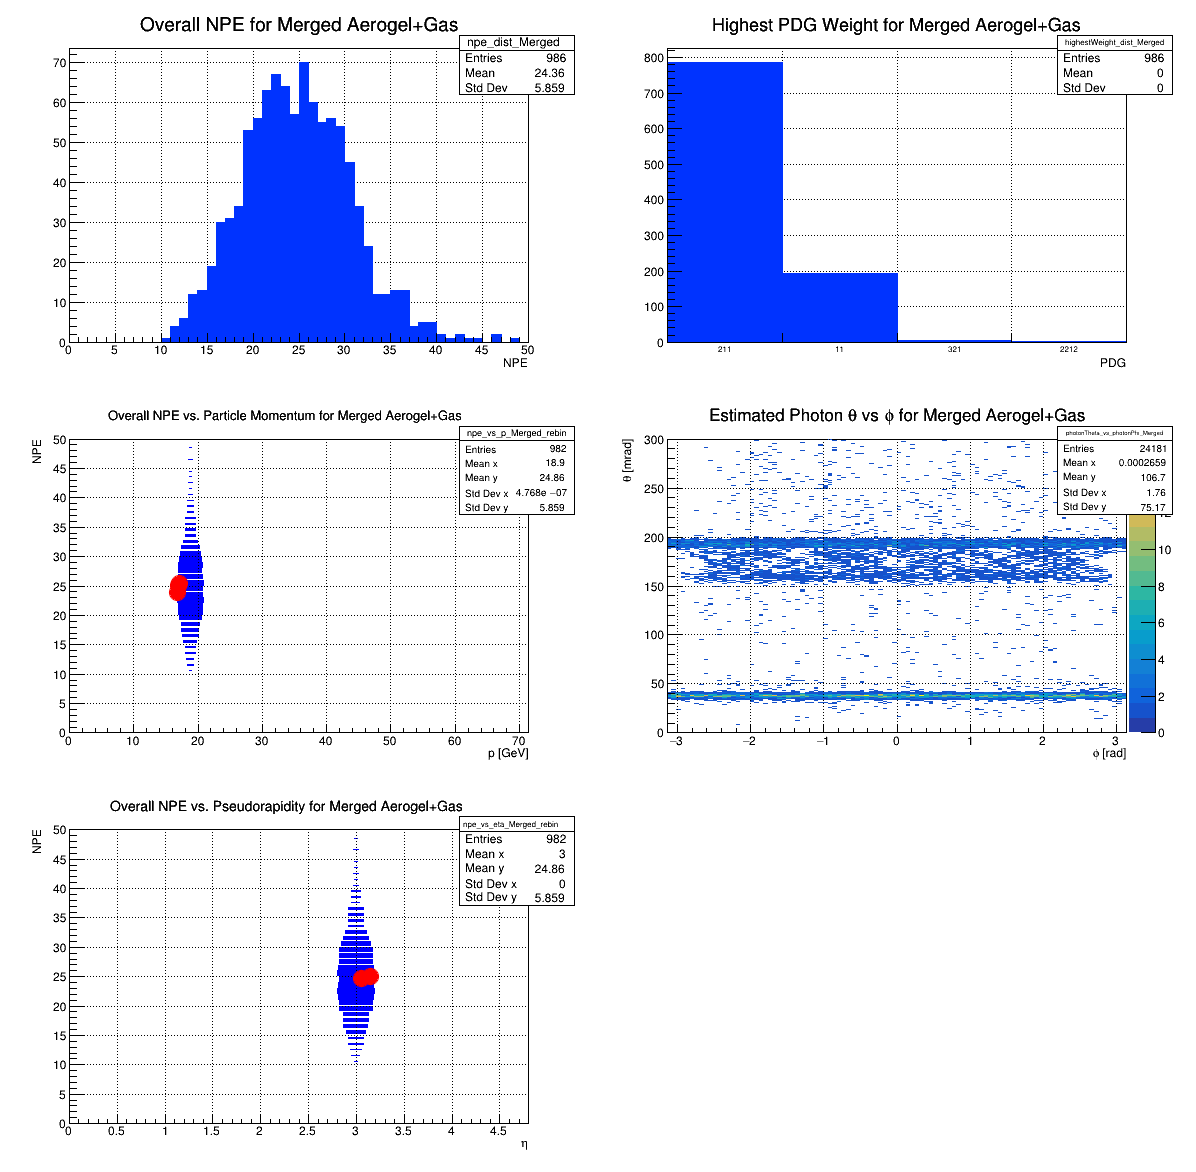 Overall NPE for Merged Aerogel+Gas
npe_dist_Merged
Entries 986
Mean 24.36
Std Dev 5.859
70
60
50
40
30
20
10
0
0 5 10 15 20 25 30 35 40 45 50
NPE
Highest PDG Weight for Merged Aerogel+Gas
highestWeight_dist_Merged
Entries 986
Mean 0
Std Dev 0
800
700
600
500
400
300
200
100
0
211 11 321 2212
PDG
Overall NPE vs. Particle Momentum for Merged Aerogel+Gas
npe_vs_p_Merged_rebin
Entries 982
Mean x 18.9
Mean y 24.86
Std Dev x 4.768e −07
Std Dev y 5.859
NPE
50
45
40
35
30
25
20
15
10
5
0
0 10 20 30 40 50 60 70
p [GeV]
Estimated Photon θ vs ϕ for Merged Aerogel+Gas
photonTheta_vs_photonPhi_Merged
Entries 24181
Mean x 0.0002659
Mean y 106.7
Std Dev x 1.76
Std Dev y 75.17
θ [mrad]
300
250
200
150
100
50
0
−3 −2 −1 0 1 2 3
ϕ [rad]
10
8
6
4
2
0
Overall NPE vs. Pseudorapidity for Merged Aerogel+Gas
npe_vs_eta_Merged_rebin
Entries 982
Mean x 3
Mean y 24.86
Std Dev x 0
Std Dev y 5.859
NPE
50
45
40
35
30
25
20
15
10
5
0
0 0.5 1 1.5 2 2.5 3 3.5 4 4.5
η